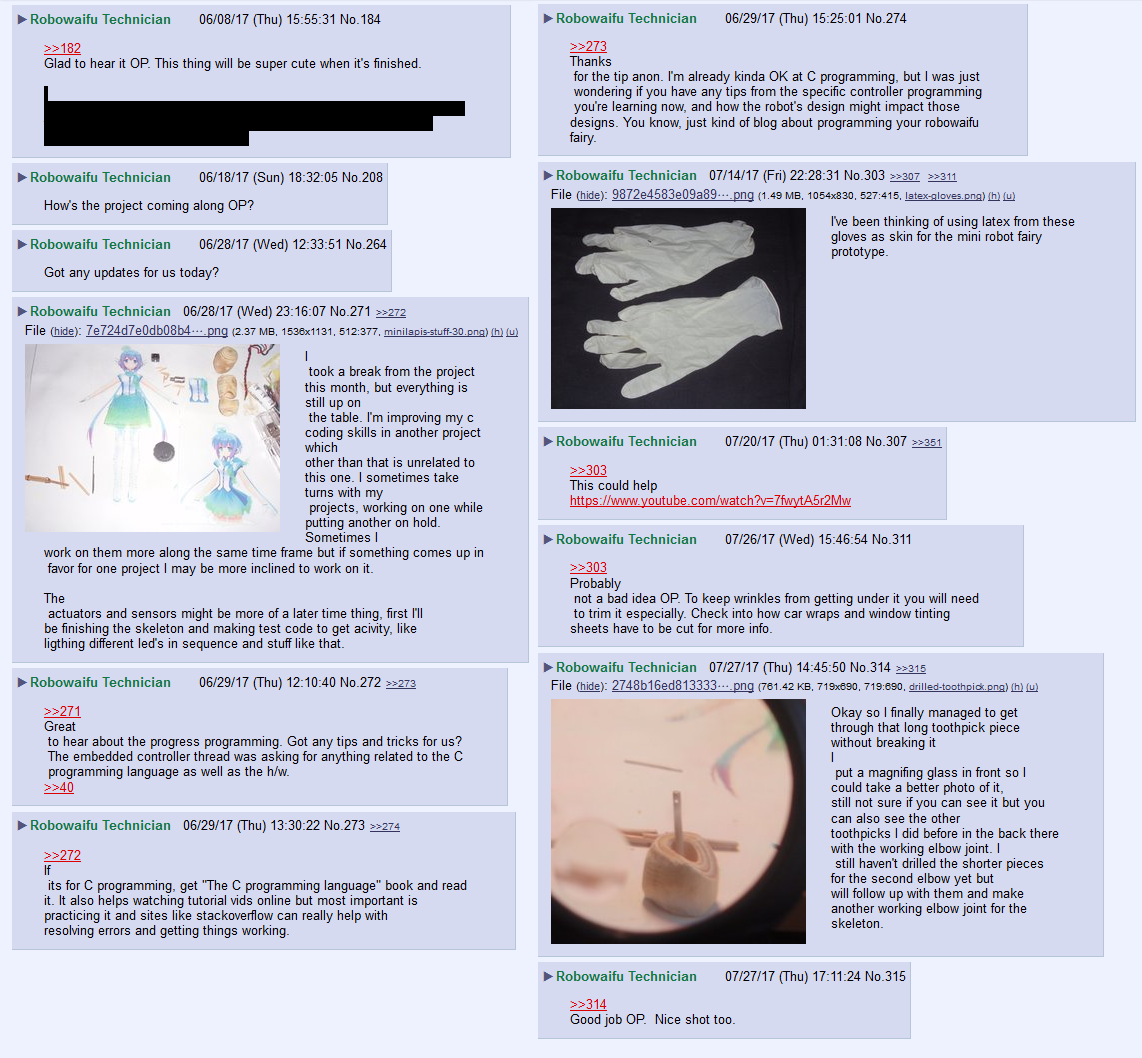 ▶ Robowaifu Technician 06/08/17 (Thu) 15:55:31 No.184
>>182
Glad to hear it OP. This thing will be super cute when it's finished.
▶ Robowaifu Technician 06/18/17 (Sun) 18:32:05 No.208
How's the project coming along OP?
▶ Robowaifu Technician 06/28/17 (Wed) 12:33:51 No.264
Got any updates for us today?
▶ Robowaifu Technician 06/28/17 (Wed) 23:16:07 No.271 >>272
File (hide): 7e724d7e0db08b4⋯.png (2.37 MB, 1536x1131, 512:377, minilapis-stuff-30.png) (h) (u)
I
took a break from the project
this month, but everything is
still up on
the table. I'm improving my c
coding skills in another project
which
other than that is unrelated to
this one. I sometimes take
turns with my
projects, working on one while
putting another on hold.
Sometimes I
work on them more along the same time frame but if something comes up in
favor for one project I may be more inclined to work on it.
The
actuators and sensors might be more of a later time thing, first I'll
be finishing the skeleton and making test code to get acivity, like
ligthing different led's in sequence and stuff like that.
▶ Robowaifu Technician 06/29/17 (Thu) 12:10:40 No.272 >>273
>>271
Great
to hear about the progress programming. Got any tips and tricks for us?
The embedded controller thread was asking for anything related to the C
programming language as well as the h/w.
>>40
▶ Robowaifu Technician 06/29/17 (Thu) 13:30:22 No.273 >>274
>>272
If
its for C programming, get "The C programming language" book and read
it. It also helps watching tutorial vids online but most important is
practicing it and sites like stackoverflow can really help with
resolving errors and getting things working.
▶ Robowaifu Technician 06/29/17 (Thu) 15:25:01 No.274
>>273
Thanks
for the tip anon. I'm already kinda OK at C programming, but I was just
wondering if you have any tips from the specific controller programming
you're learning now, and how the robot's design might impact those
designs. You know, just kind of blog about programming your robowaifu
fairy.
▶ Robowaifu Technician 07/14/17 (Fri) 22:28:31 No.303 >>307 >>311
File (hide): 9872e4583e09a89⋯.png (1.49 MB, 1054x830, 527:415, latex-gloves.png) (h) (u)
I've been thinking of using latex from these
gloves as skin for the mini robot fairy
prototype.
▶ Robowaifu Technician 07/20/17 (Thu) 01:31:08 No.307 >>351
>>303
This could help
https://www.youtube.com/watch?v=7fwytA5r2Mw
▶ Robowaifu Technician 07/26/17 (Wed) 15:46:54 No.311
>>303
Probably
not a bad idea OP. To keep wrinkles from getting under it you will need
to trim it especially. Check into how car wraps and window tinting
sheets have to be cut for more info.
▶ Robowaifu Technician 07/27/17 (Thu) 14:45:50 No.314 >>315
File (hide): 2748b16ed813333⋯.png (761.42 KB, 719x690, 719:690, drilled-toothpick.png) (h) (u)
Okay so I finally managed to get
through that long toothpick piece
without breaking it
I
put a magnifing glass in front so I
could take a better photo of it,
still not sure if you can see it but you
can also see the other
toothpicks I did before in the back there
with the working elbow joint. I
still haven't drilled the shorter pieces
for the second elbow yet but
will follow up with them and make
another working elbow joint for the
skeleton.
▶ Robowaifu Technician 07/27/17 (Thu) 17:11:24 No.315
>>314
Good job OP.  Nice shot too.